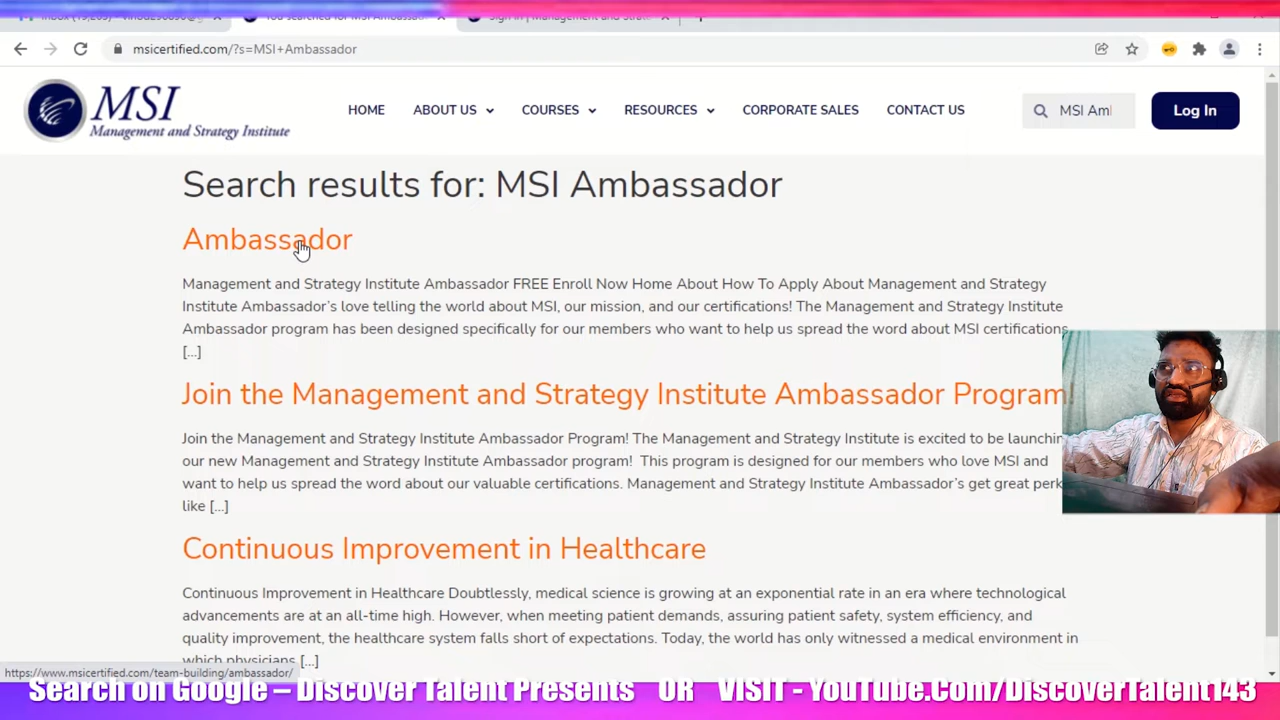 msicertified.com/?s=MSI+Ambassador
MSI
Management and Strategy Institute
HOME ABOUT US COURSES RESOURCES CORPORATE SALES CONTACT US
MSI Am
Log In
Search results for: MSI Ambassador
Ambassador
Management and Strategy Institute Ambassador FREE Enroll Now Home About How To Apply About Management and Strategy
Institute Ambassador's love telling the world about MSI, our mission, and our certifications! The Management and Strategy Institute
Ambassador program has been designed specifically for our members who want to help us spread the word about MSI certifications.
[...]
Join the Management and Strategy Institute Ambassador Program!
Join the Management and Strategy Institute Ambassador Program! The Management and Strategy Institute is excited to be launchin
our new Management and Strategy Institute Ambassador program! This program is designed for our members who love MSI and
want to help us spread the word about our valuable certifications. Management and Strategy Institute Ambassador's get great perk
like [...]
Continuous Improvement in Healthcare
Continuous Improvement in Healthcare Doubtlessly, medical science is growing at an exponential rate in an era where technological
advancements are at an all-time high. However, when meeting patient demands, assuring patient safety, system efficiency, and
quality improvement, the healthcare system falls short of expectations. Today, the world has only witnessed a medical environment in
which physicians [...]
https://www.msicertified.com/team-building/ambassador/
Search on Google – Discover Talent Presents OR VISIT - YouTube.Com/DiscoverTalent143